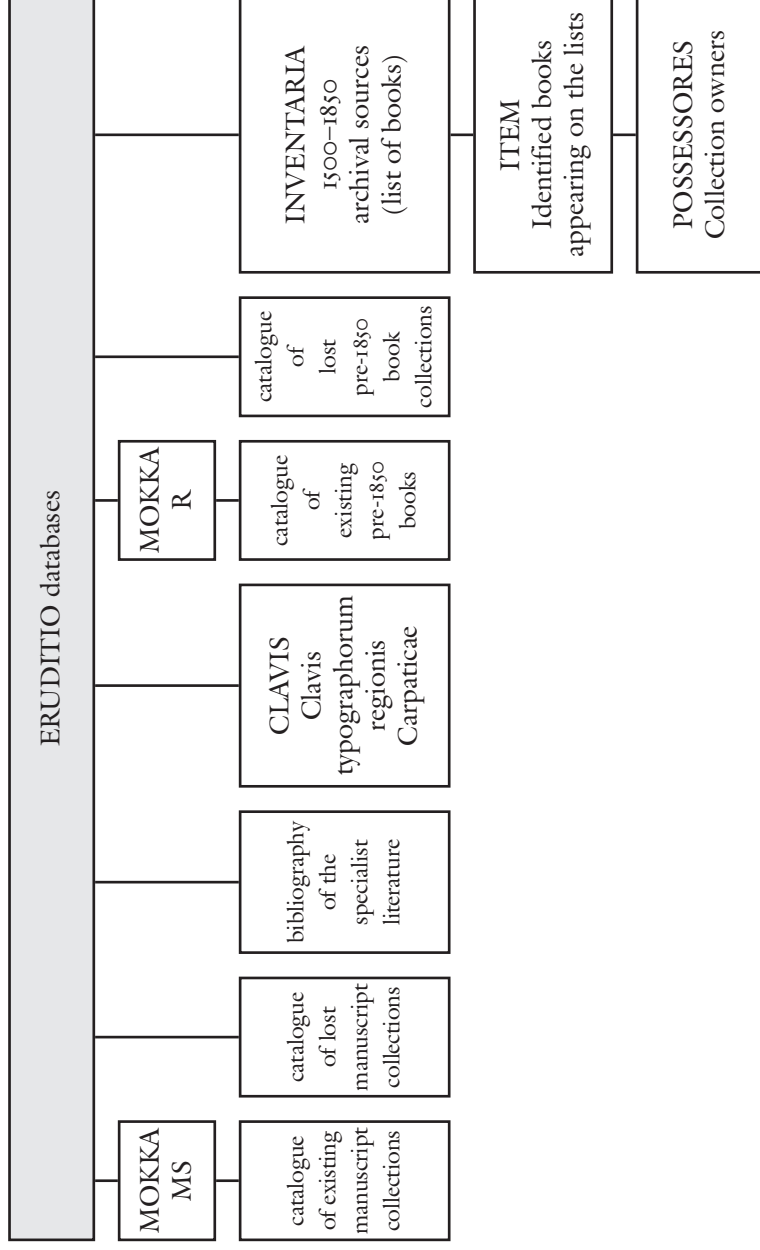 ERUDITIO databases
MOKKA
MS
catalogue
of existing
manuscript
collections
catalogue
of lost
manuscript
collections
bibliography
of the
specialist
literature
CLAVIS
Clavis
typographorum
regionis
Carpaticae
MOKKA
R
catalogue
of
existing
pre-1850
books
catalogue
of
lost
pre-1850
book
collections
INVENTARIA
1500–1850
archival sources
(list of books)
ITEM
Identified books
appearing on the lists
POSSESSORES
Collection owners